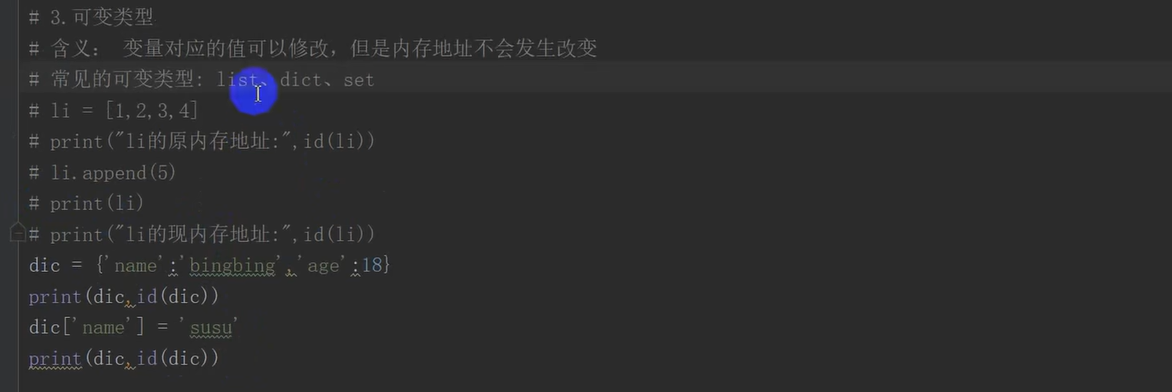 # 3.可变类型
# 含义： 变量对应的值可以修改，但是内存地址不会发生改变
# 常见的可变类型: list、dict、set
# li = [1,2,3,4]
# print("li的原内存地址:",id(li))
# li.append(5)
# print(li)
# print("li的现内存地址:",id(li))
dic = {'name':'bingbing','age':18}
print(dic,id(dic))
dic['name'] = 'susu'
print(dic,id(dic))